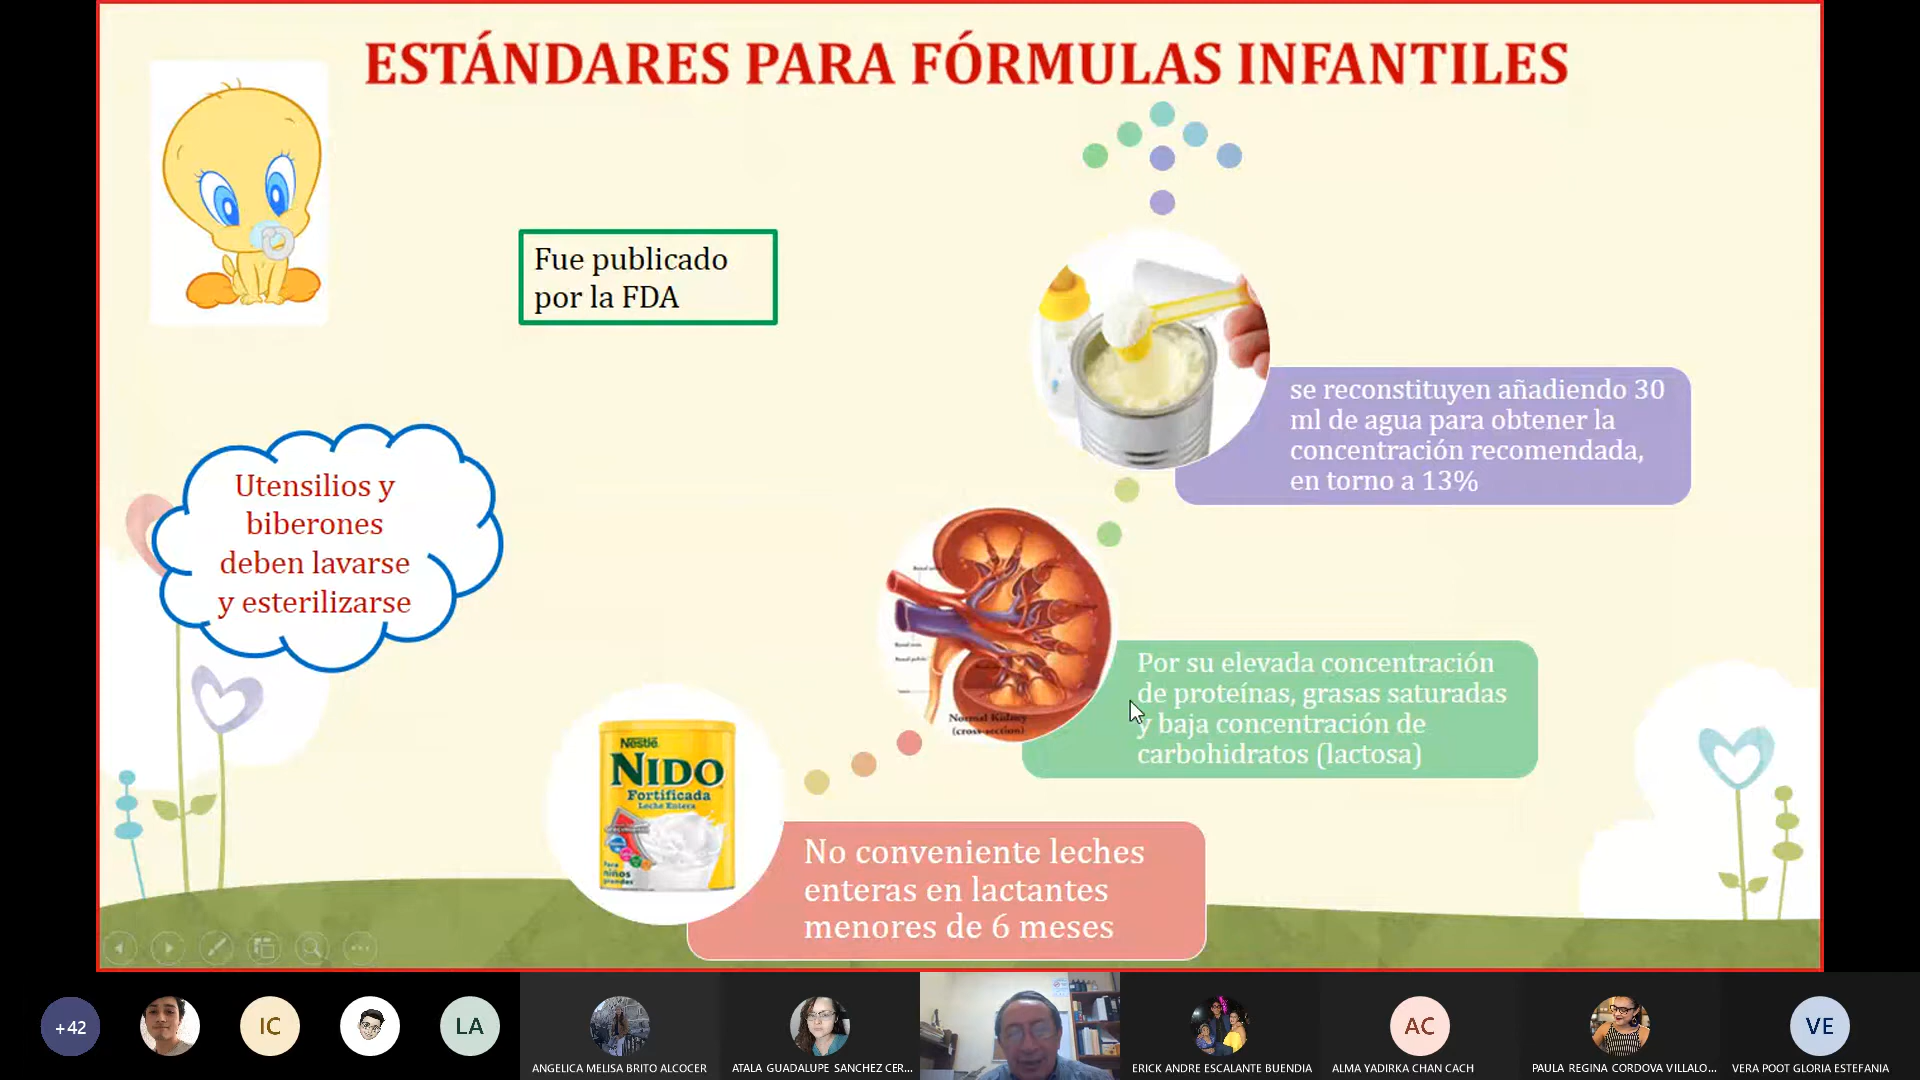 ESTÁNDARES PARA FÓRMULAS INFANTILES
Fue publicado
por la FDA
se reconstituyen añadiendo 30
ml de agua para obtener la
concentración recomendada,
en torno a 13%
Utensilios y
biberones
deben lavarse
y esterilizarse
Normal Kidney
(cross-section)
Por su elevada concentración
de proteínas, grasas saturadas
y baja concentración de
carbohidratos (lactosa)
Nestlé
NIDO
Fortificada
Leche Entera
Para
niños
grandes
No conveniente leches
enteras en lactantes
menores de 6 meses
+42
IC
LA
ANGELICA MELISA BRITO ALCOCER
ATALA GUADALUPE SANCHEZ CER...
ERICK ANDRE ESCALANTE BUENDIA
AC
ALMA YADIRKA CHAN CACH
PAULA REGINA CORDOVA VILLALO...
VE
VERA POOT GLORIA ESTEFANIA